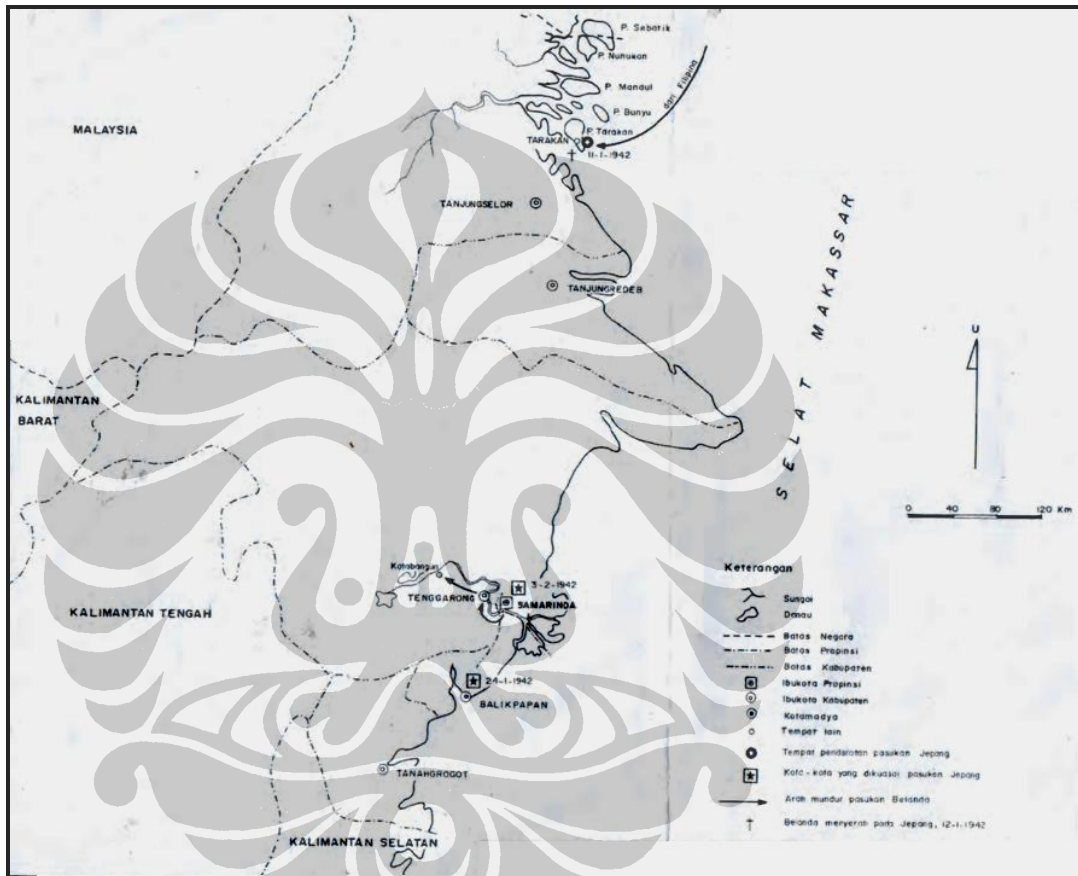 P. Sebatik
P. Nunukan
P. Mandul
P. Bunyu
P. Tarakan
dari Filipina
TARAKAN
11-1-1942
MALAYSIA
TANJUNGSELOR
TANJUNGREDEB
SELAT MAKASSAR
U
KALIMANTAN
BARAT
0 40 80 120 Km
Kotabangun
3-2-1942
TENGGARONG
SAMARINDA
KALIMANTAN TENGAH
24-1-1942
BALIKPAPAN
TANAHGROGOT
KALIMANTAN SELATAN
Keterangan
Sungai
Danau
Batas Negara
Batas Propinsi
Batas Kabupaten
Ibukota Propinsi
Ibukota Kabupaten
Kotamadya
Tempat lain
Tempat pendaratan pasukan Jepang
Kota-kota yang dikuasai pasukan Jepang
Arah mundur pasukan Belanda
Belanda menyerah pada Jepang, 12-1-1942